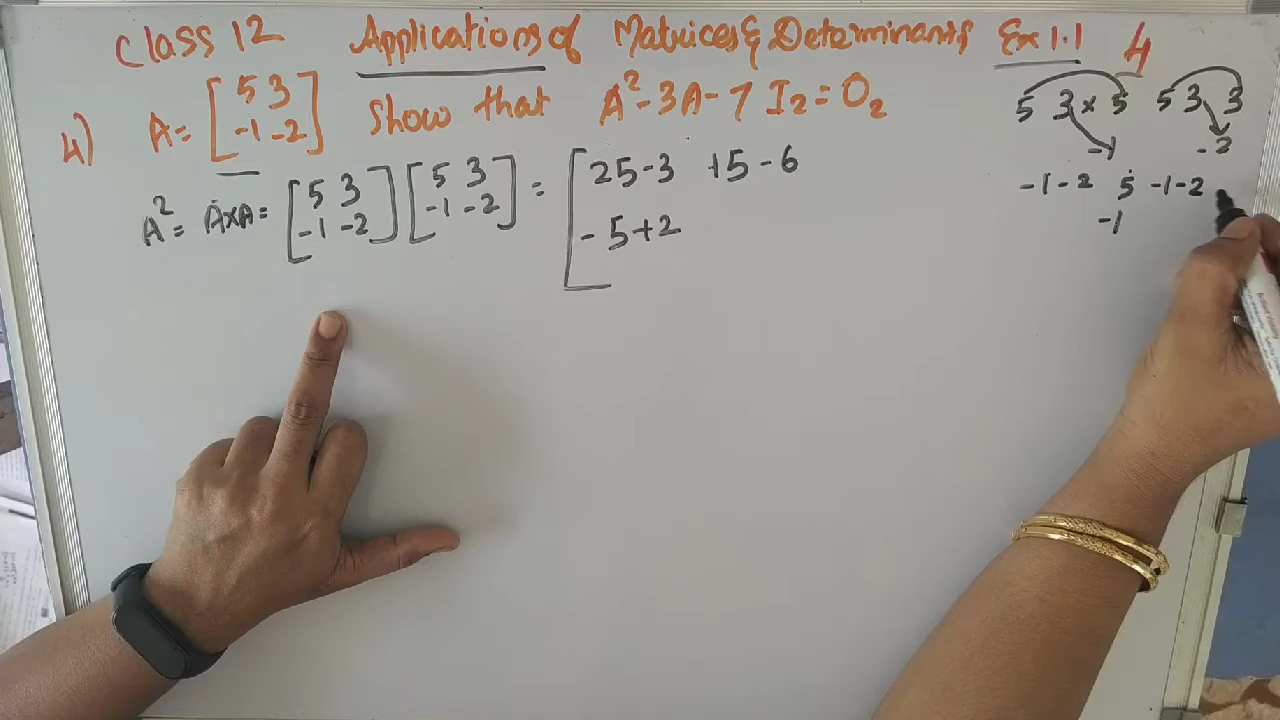 Class 12 Applications of Matrices & Determinants Ex 1.1 4
4) A = [5 3 -1 -2] Show that A² - 3A - 7 I₂ = O₂
A² = A×A = [5 3 -1 -2] [5 3 -1 -2] = [25-3 +5-6
-5+2
5 3 × 5 5 3 3
-1 -2
-1-2 5 -1-2
-1